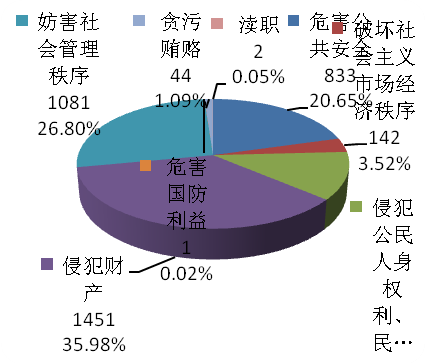 妨害社
会管理
秩序
1081
26.80%
贪污
贿赂
44
1.09%
渎职
2
0.05%
危害公
共安全
833
20.65%
破坏社
会主义
市场经
济秩序
142
3.52%
侵犯
公民
人身
权利、
民…
危害
国防
利益
1
0.02%
侵犯财
产
1451
35.98%